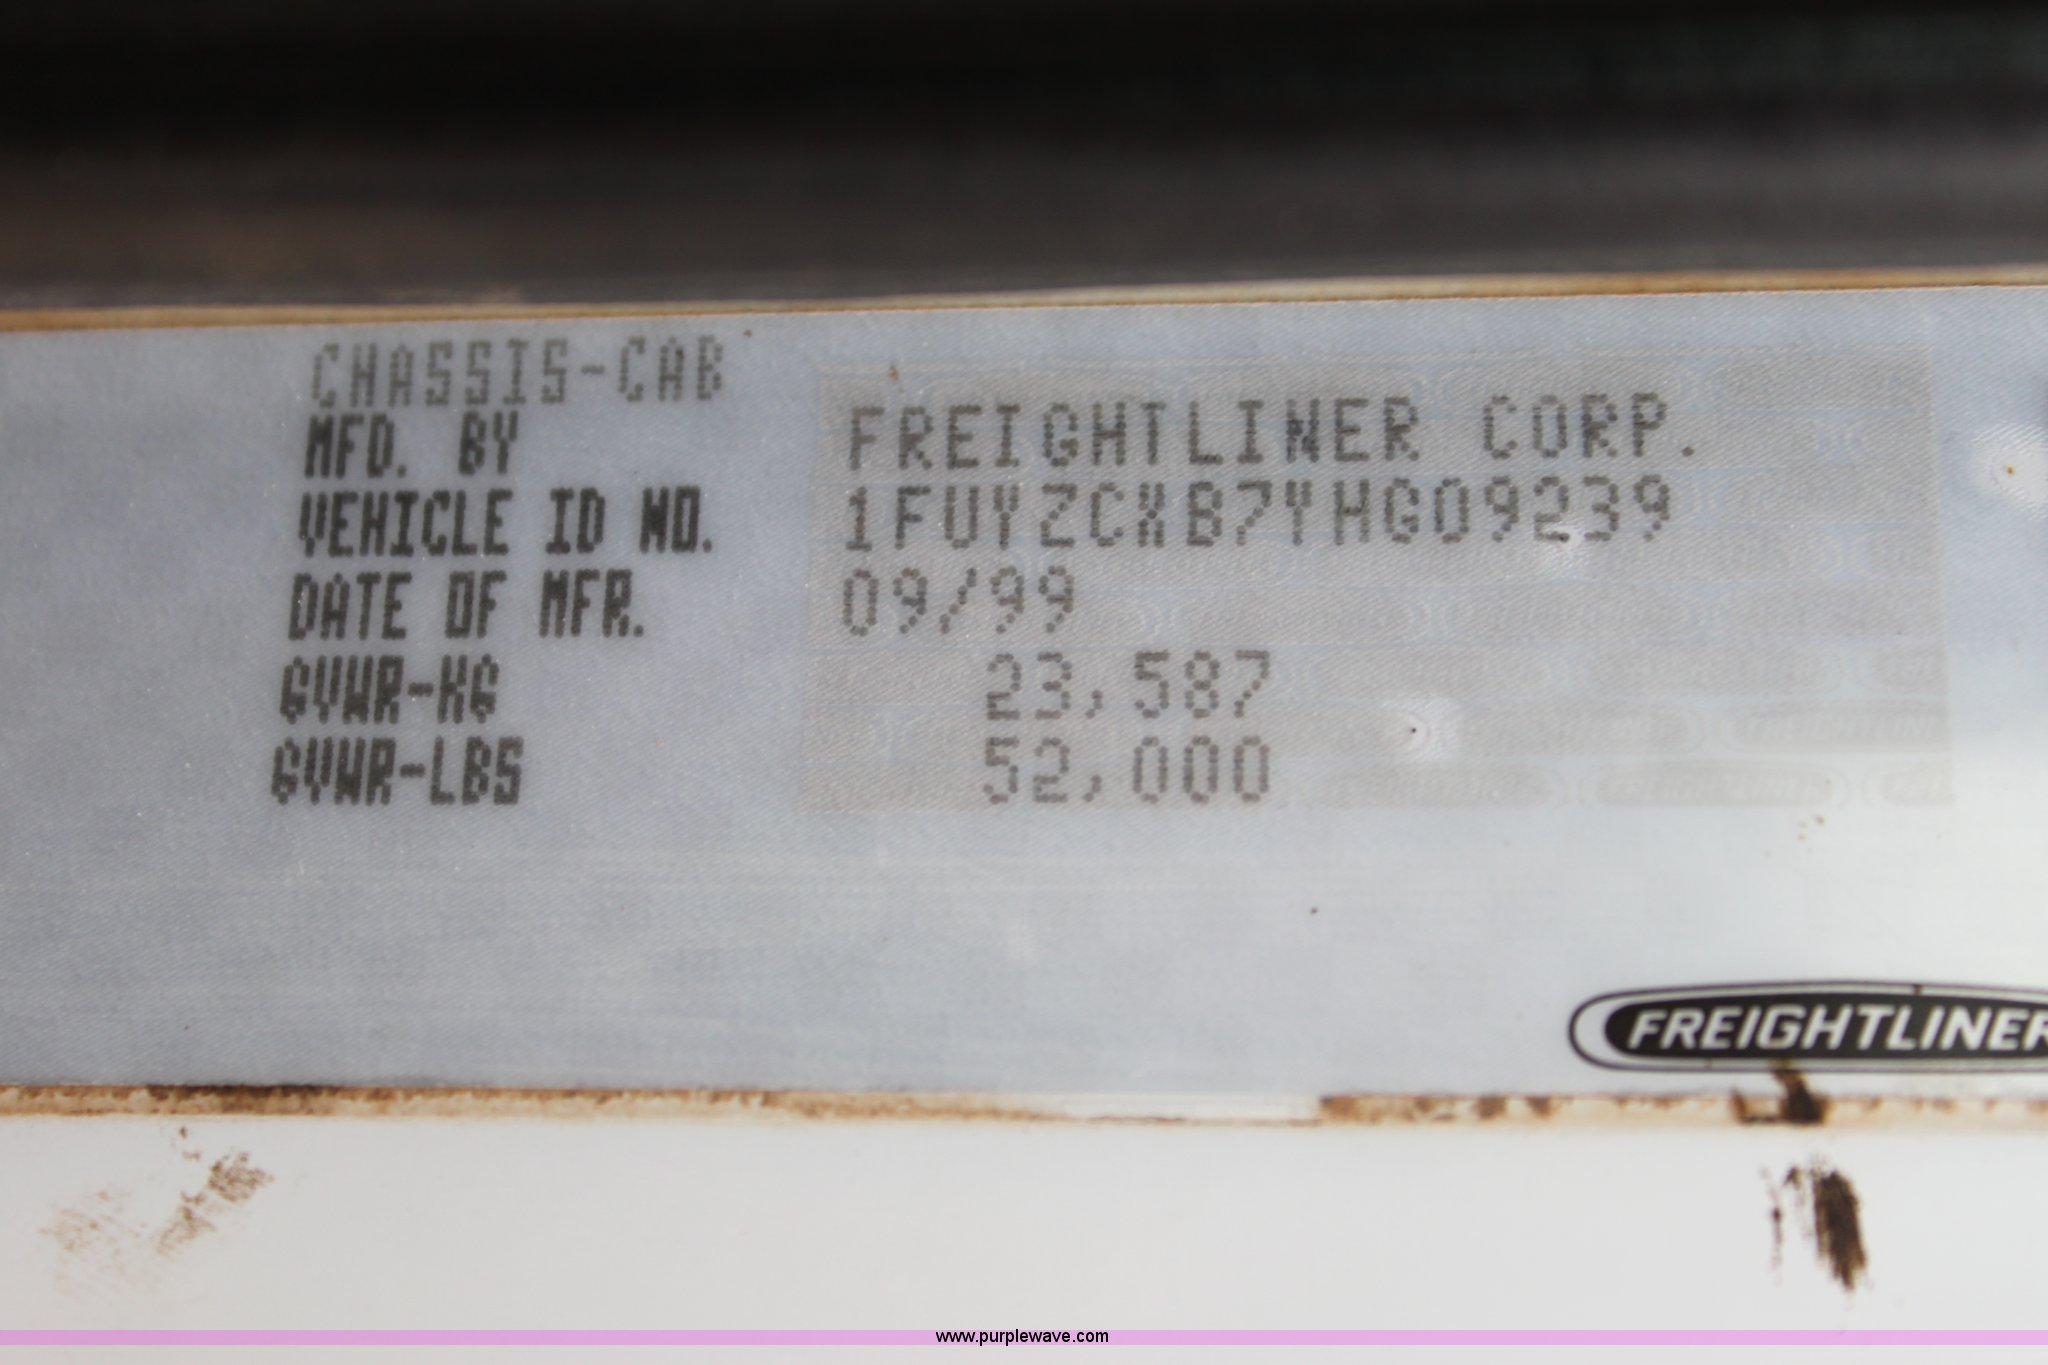 CHASSIS-CAB
MFD. BY FREIGHTLINER CORP.
VEHICLE ID NO. 1FUYZCXB7YHG09239
DATE OF MFR. 09/99
GVWR-KG 23,587
GVWR-LBS 52,000
FREIGHTLINER
www.purplewave.com